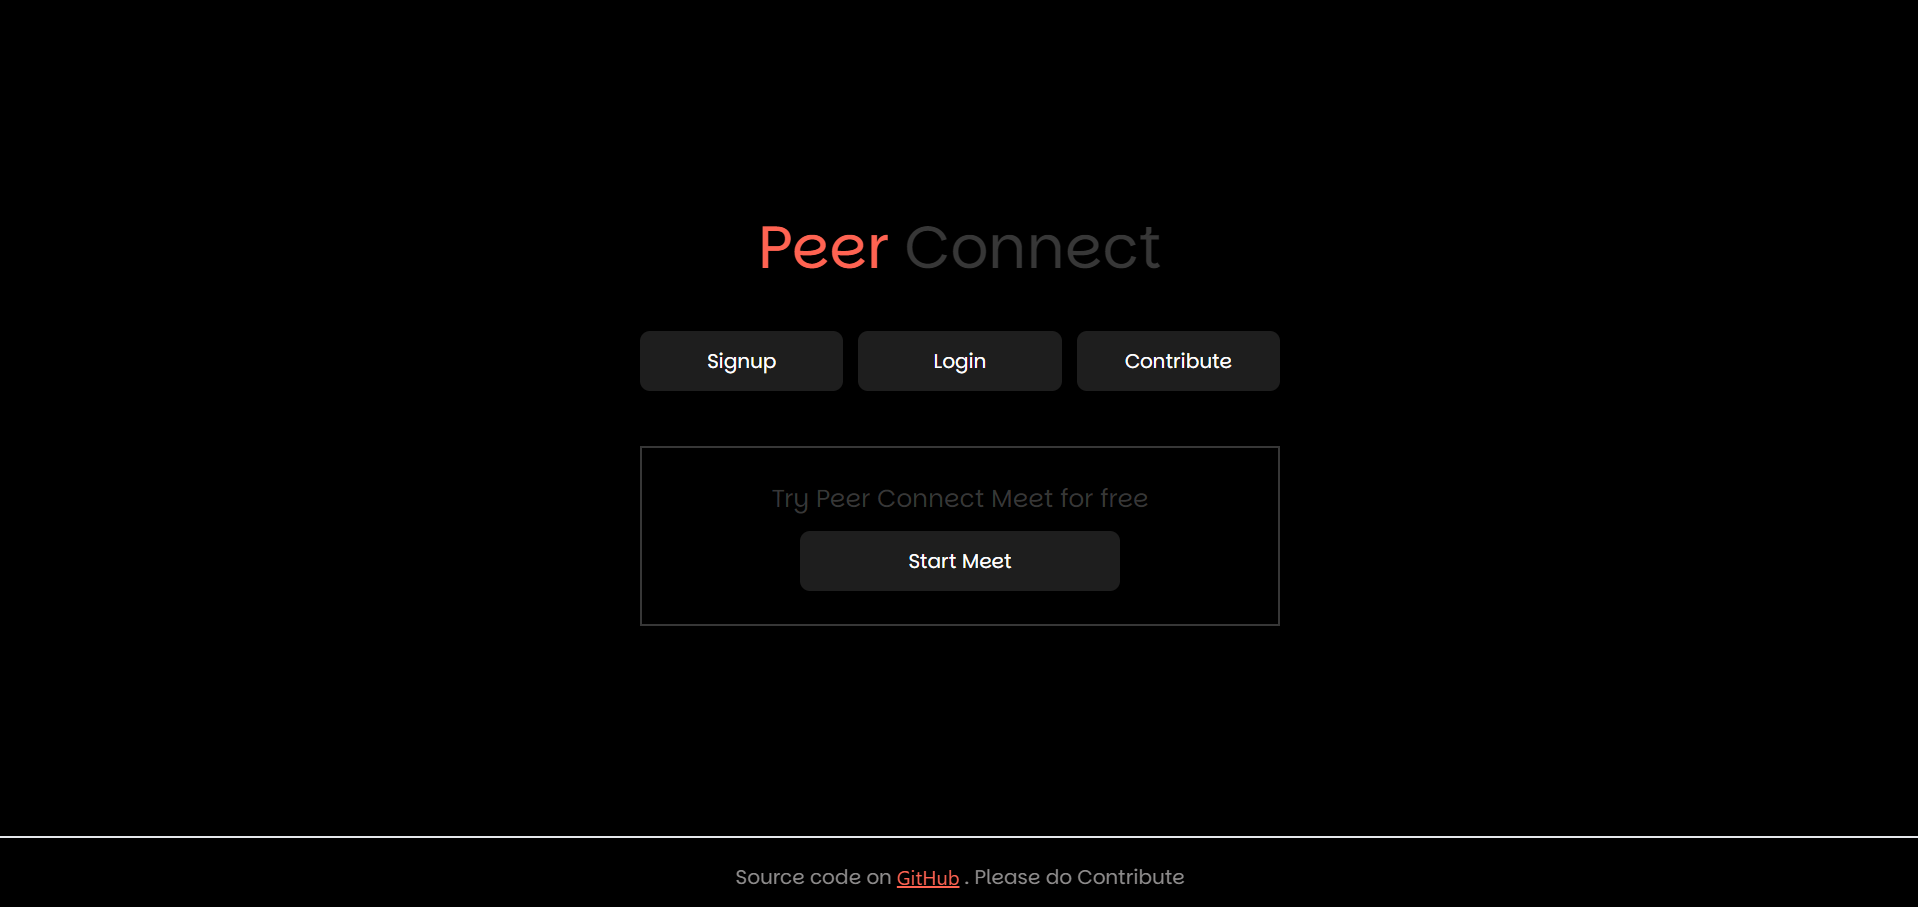 Peer Connect
Signup
Login
Contribute
Try Peer Connect Meet for free
Start Meet
Source code on GitHub . Please do Contribute